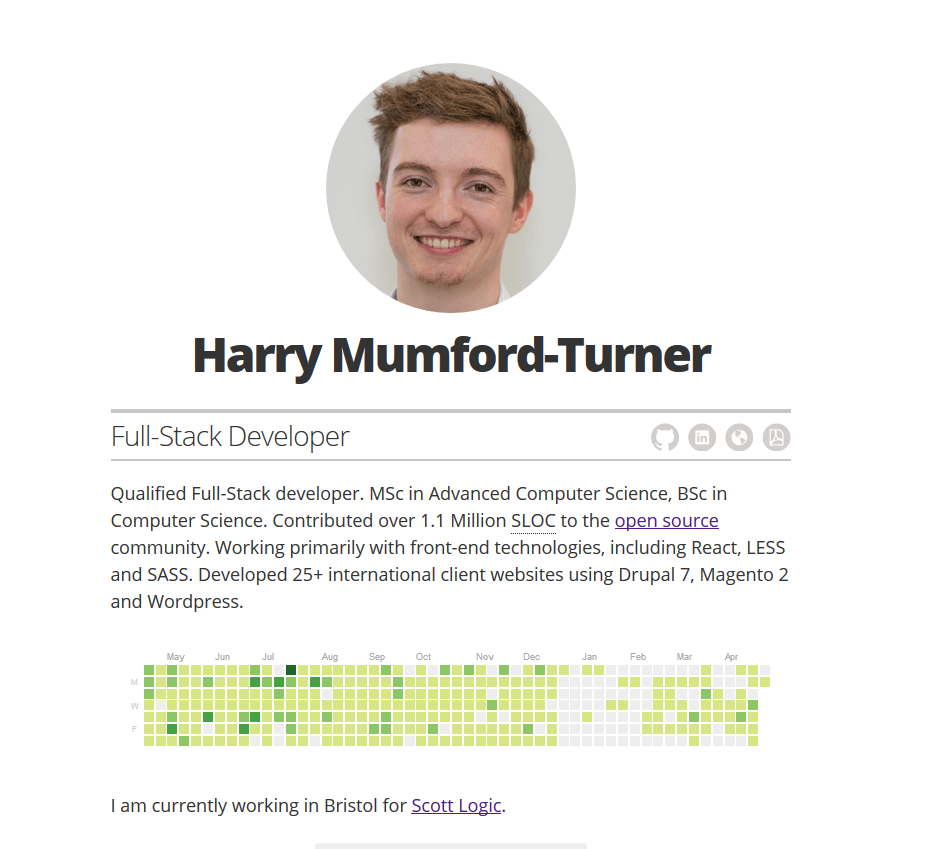 Harry Mumford-Turner
Full-Stack Developer
Qualified Full-Stack developer. MSc in Advanced Computer Science, BSc in
Computer Science. Contributed over 1.1 Million SLOC to the open source
community. Working primarily with front-end technologies, including React, LESS
and SASS. Developed 25+ international client websites using Drupal 7, Magento 2
and Wordpress.
May Jun Jul Aug Sep Oct Nov Dec Jan Feb Mar Apr
M
W
F
I am currently working in Bristol for Scott Logic.